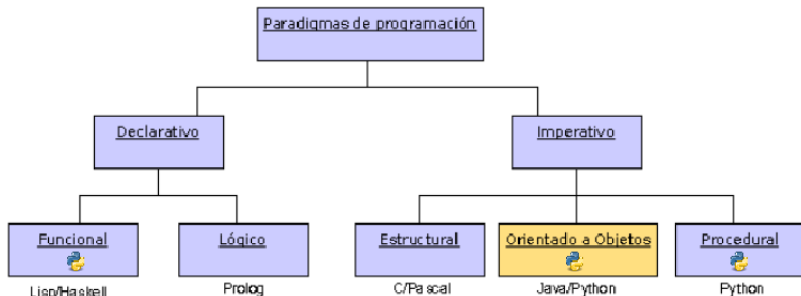 Paradigmas de programación
Declarativo
Imperativo
Funcional
Lógico
Estructural
Orientado a Objetos
Procedural
Lisp/Haskell
Prolog
C/Pascal
Java/Python
Python